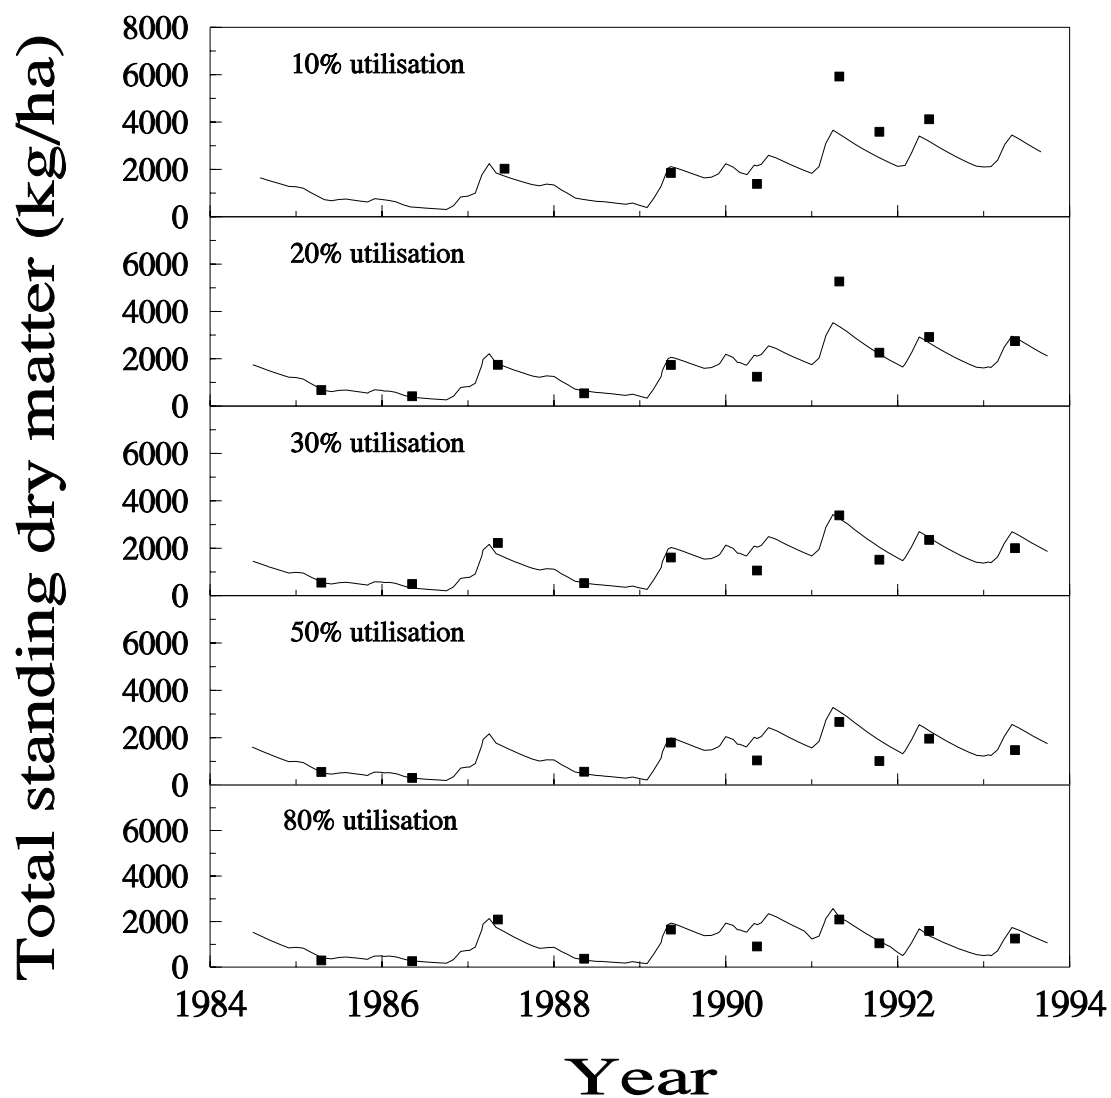 Total standing dry matter (kg/ha)
8000
10% utilisation
6000
4000
2000
0
20% utilisation
6000
4000
2000
0
30% utilisation
6000
4000
2000
0
50% utilisation
6000
4000
2000
0
80% utilisation
6000
4000
2000
0
1984 1986 1988 1990 1992 1994
Year